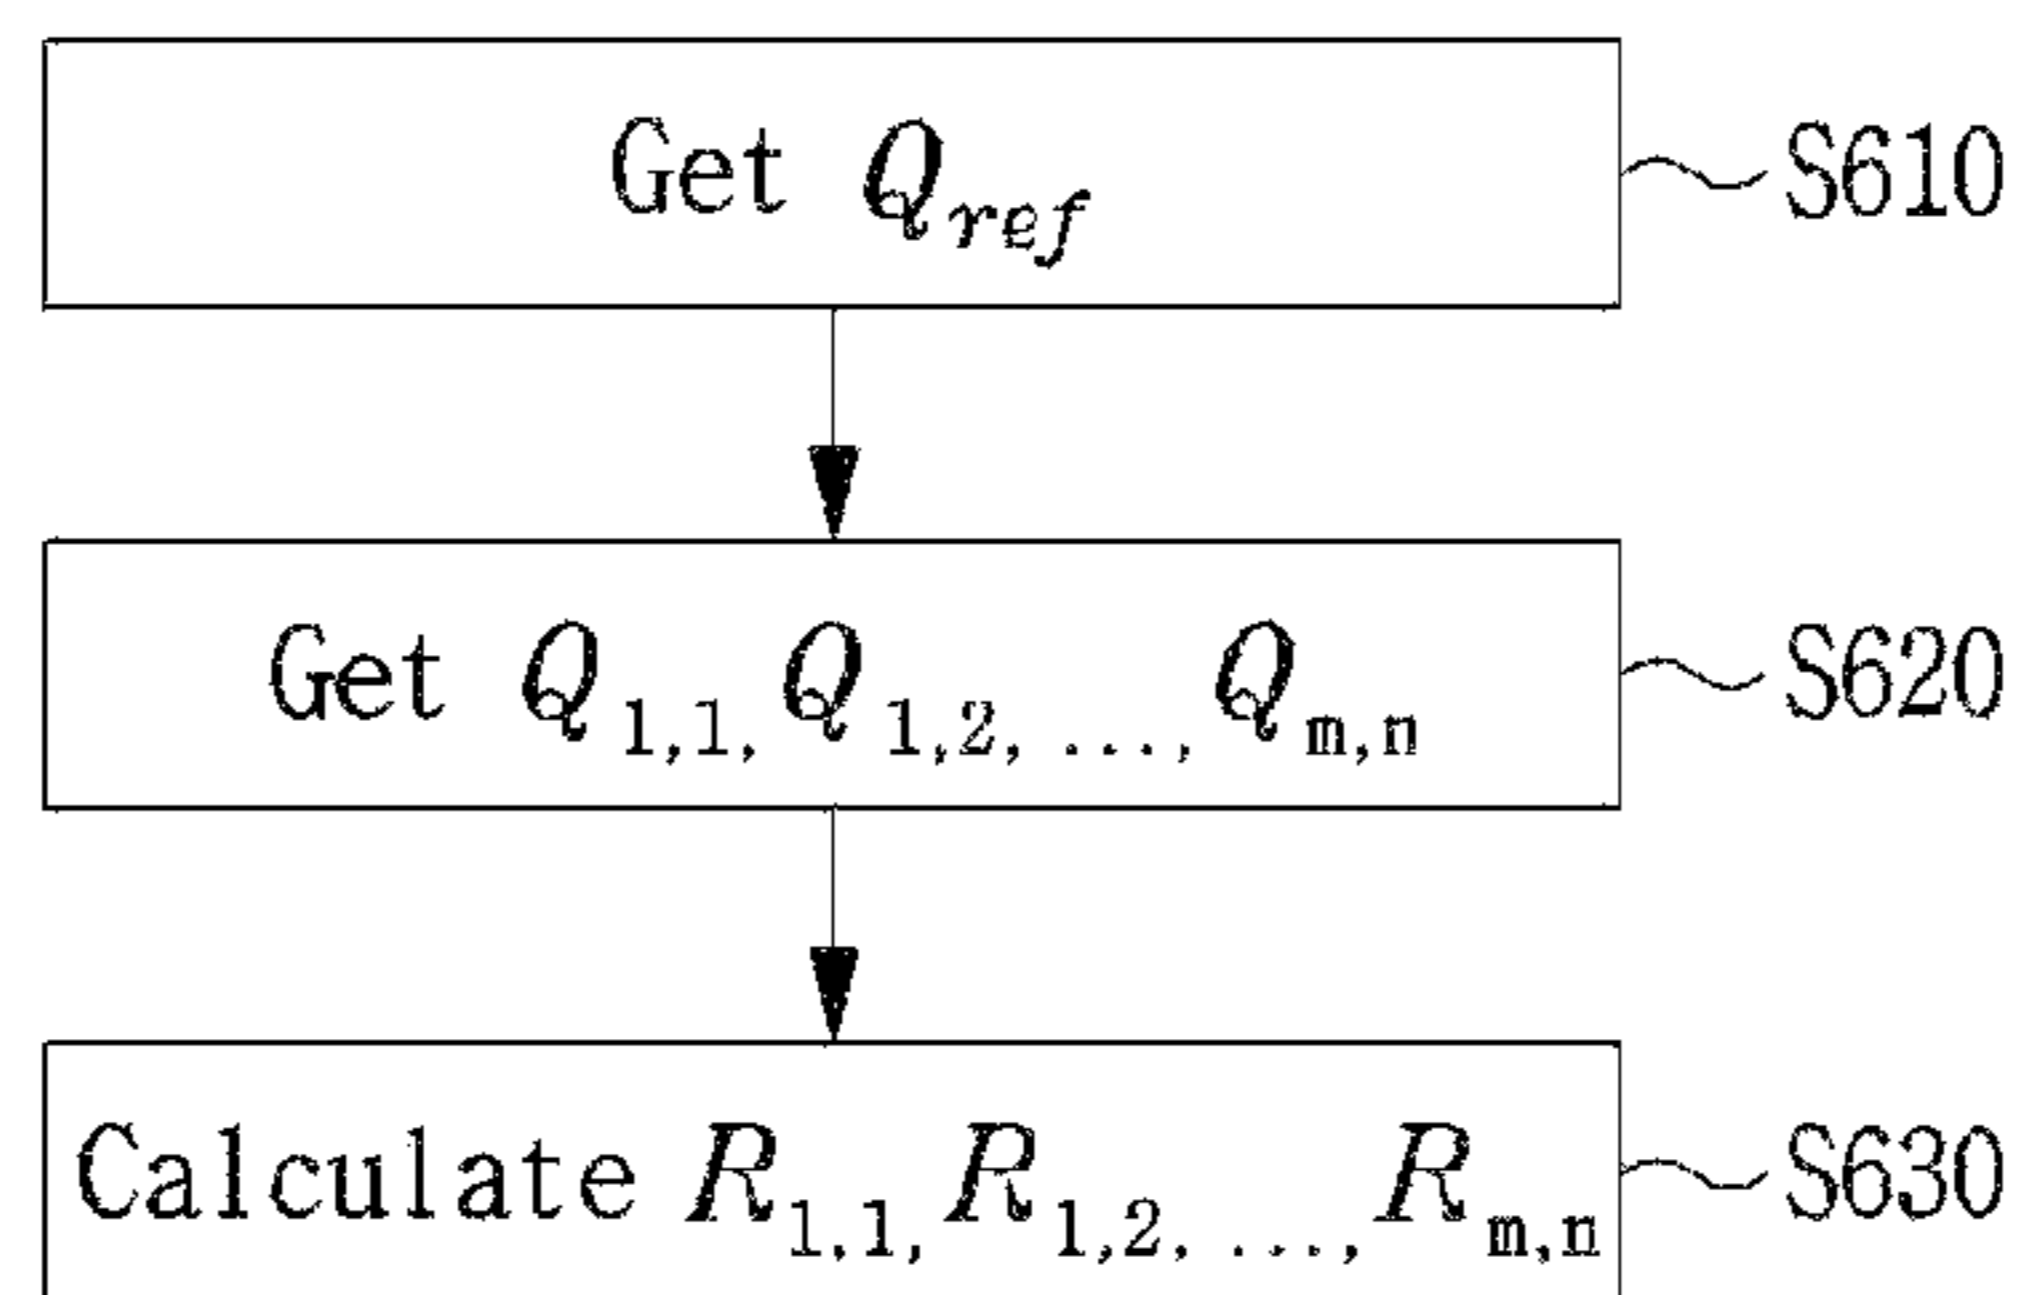 Get Q_ref S610
Get Q_1,1, Q_1,2, ..., Q_m,n S620
Calculate R_1,1, R_1,2, ..., R_m,n S630